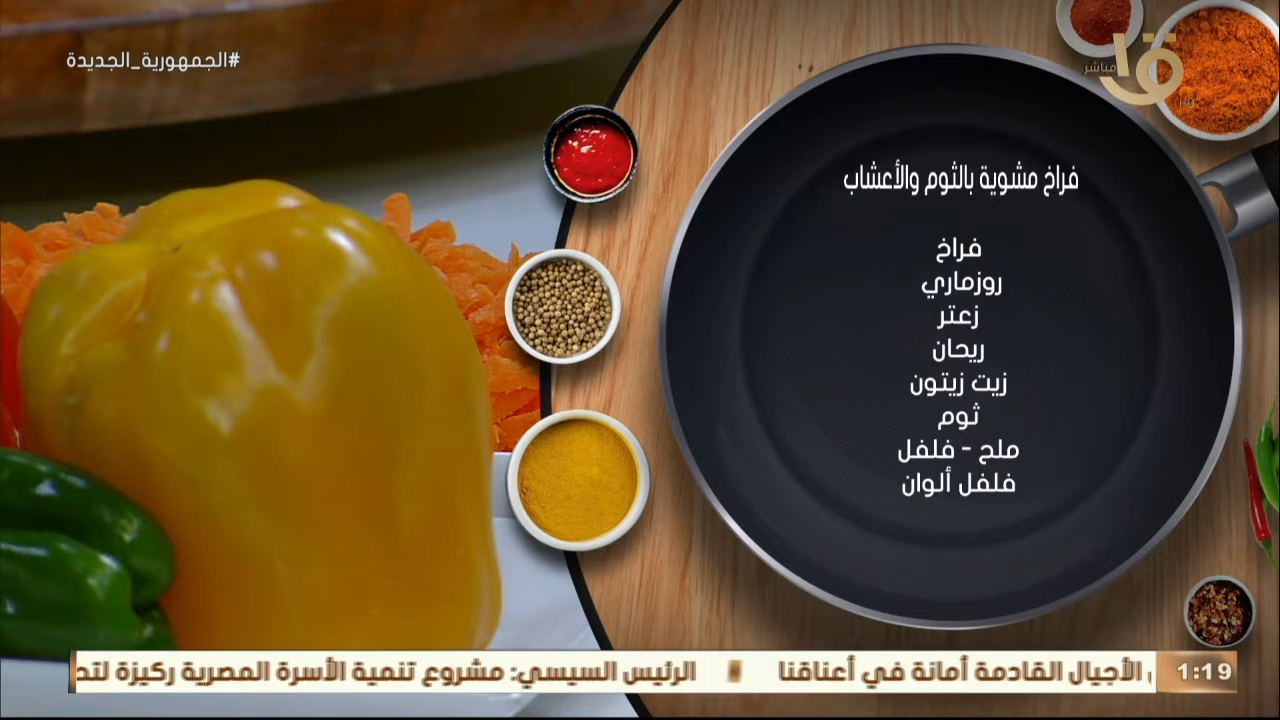 #الجمهورية_الجديدة
مباشر
HD
فراخ مشوية بالثوم والأعشاب
فراخ
روزماري
زعتر
ريحان
زيت زيتون
ثوم
ملح - فلفل
فلفل ألوان
1:19
الأجيال القادمة أمانة في أعناقنا
الرئيس السيسي: مشروع تنمية الأسرة المصرية ركيزة